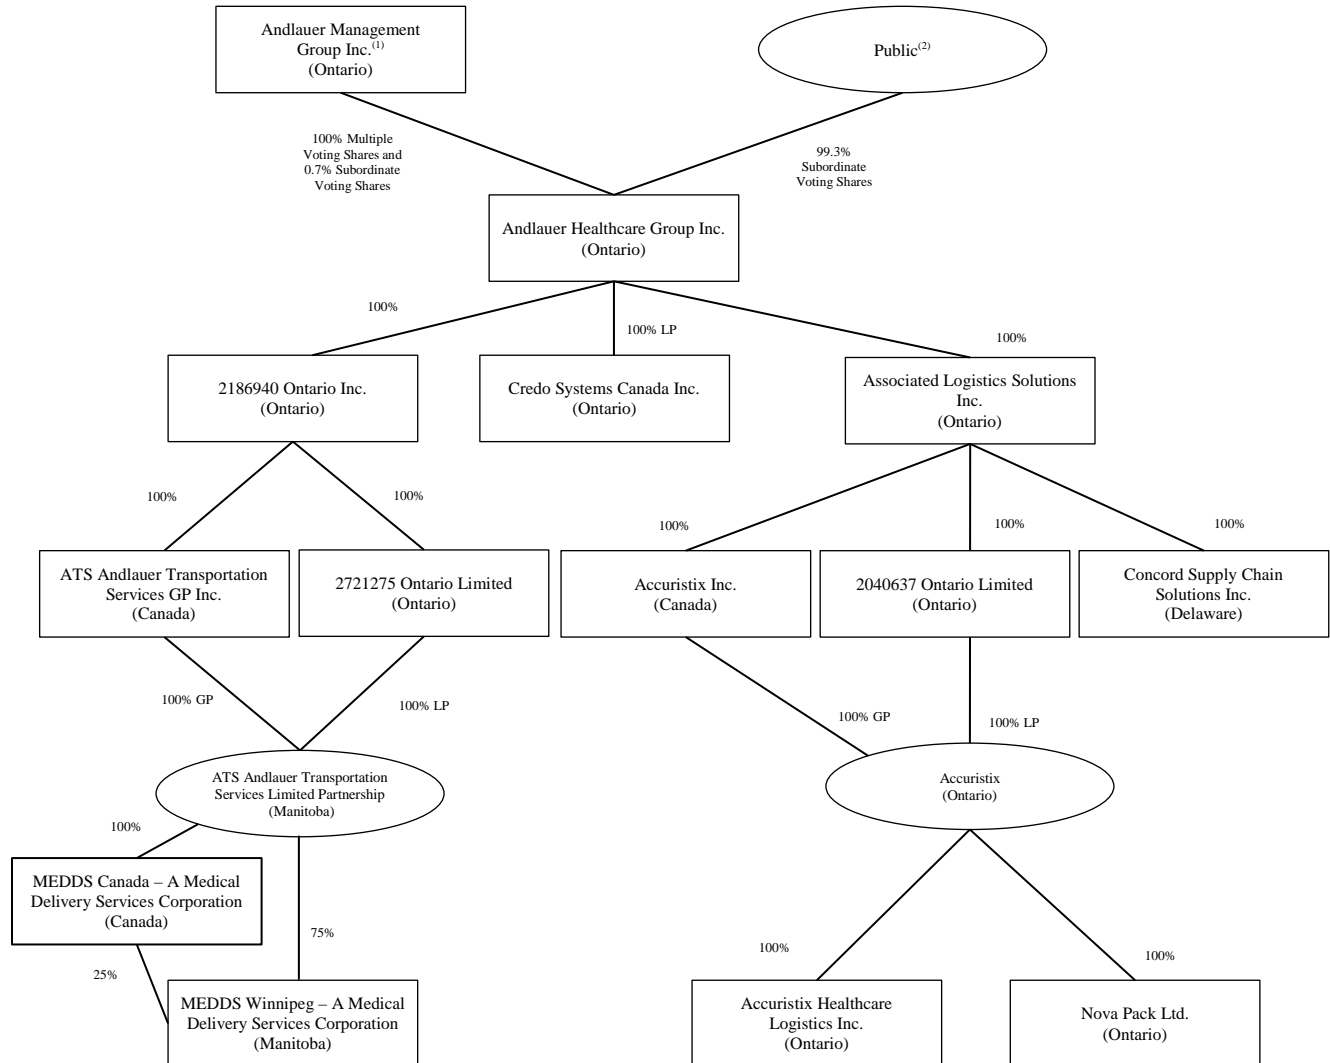 Andlauer Management
Group Inc.(1)
(Ontario)
Public(2)
100% Multiple
Voting Shares and
0.7% Subordinate
Voting Shares
99.3%
Subordinate
Voting Shares
Andlauer Healthcare Group Inc.
(Ontario)
100%
100% LP
100%
2186940 Ontario Inc.
(Ontario)
Credo Systems Canada Inc.
(Ontario)
Associated Logistics Solutions
Inc.
(Ontario)
100%
100%
100%
100%
100%
ATS Andlauer Transportation
Services GP Inc.
(Canada)
2721275 Ontario Limited
(Ontario)
Accuristix Inc.
(Canada)
2040637 Ontario Limited
(Ontario)
Concord Supply Chain
Solutions Inc.
(Delaware)
100% GP
100% LP
100% GP
100% LP
ATS Andlauer Transportation
Services Limited Partnership
(Manitoba)
Accuristix
(Ontario)
100%
MEDDS Canada – A Medical
Delivery Services Corporation
(Canada)
75%
25%
100%
100%
MEDDS Winnipeg – A Medical
Delivery Services Corporation
(Manitoba)
Accuristix Healthcare
Logistics Inc.
(Ontario)
Nova Pack Ltd.
(Ontario)